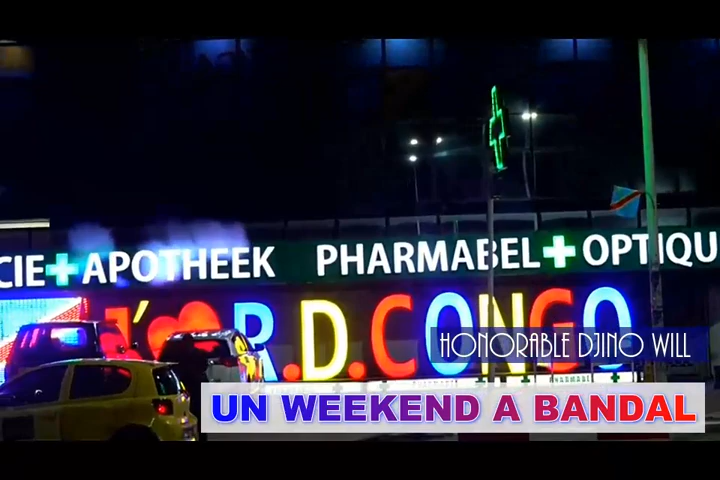 CIE + APOTHEEK PHARMABEL + OPTIQU
J'❤R.D.CONGO
HONORABLE DJINO WILL
UN WEEKEND A BANDAL